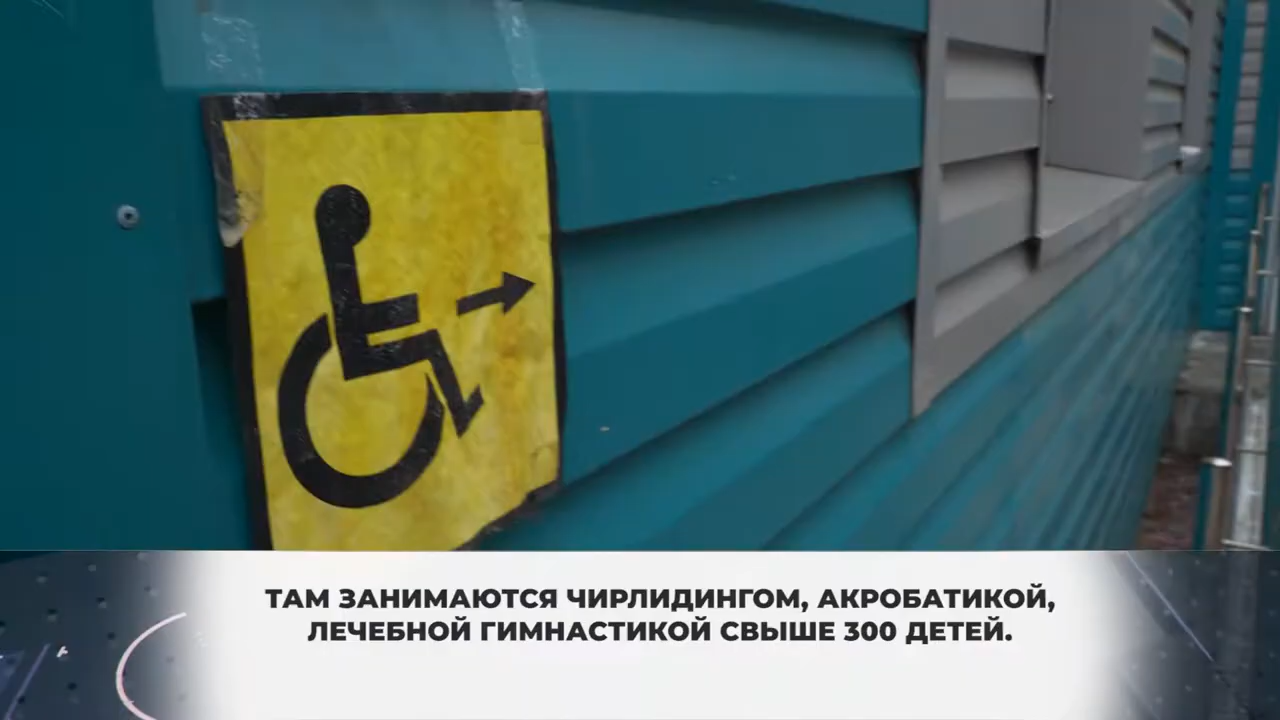 ТАМ ЗАНИМАЮТСЯ ЧИРЛИДИНГОМ, АКРОБАТИКОЙ,
ЛЕЧЕБНОЙ ГИМНАСТИКОЙ СВЫШЕ 300 ДЕТЕЙ.